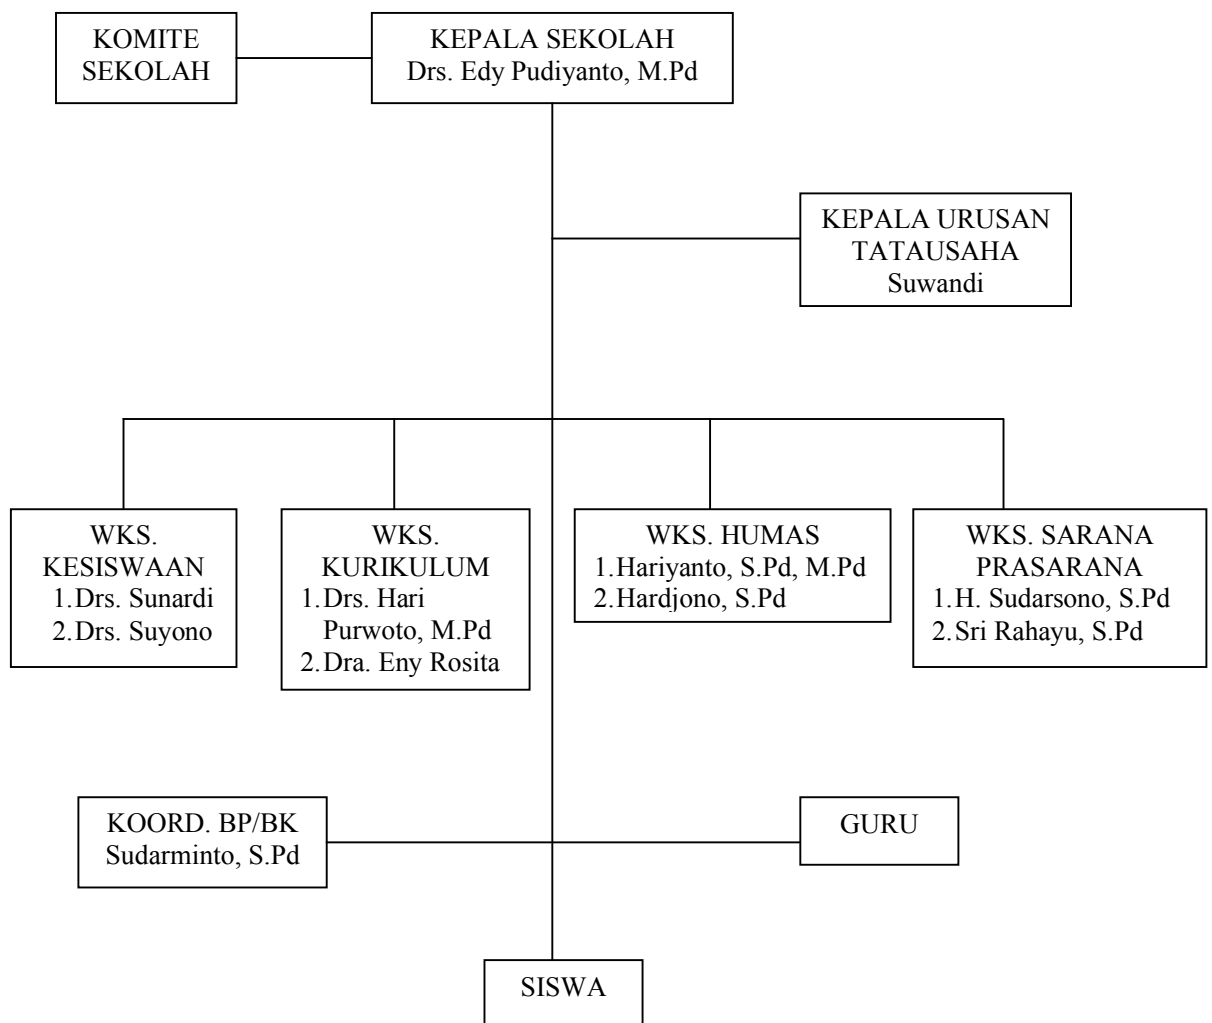 KOMITE
SEKOLAH
KEPALA SEKOLAH
Drs. Edy Pudiyanto, M.Pd
KEPALA URUSAN
TATAUSAHA
Suwandi
WKS.
KESISWAAN
1.Drs. Sunardi
2.Drs. Suyono
WKS.
KURIKULUM
1.Drs. Hari
Purwoto, M.Pd
2.Dra. Eny Rosita
WKS. HUMAS
1.Hariyanto, S.Pd, M.Pd
2.Hardjono, S.Pd
WKS. SARANA
PRASARANA
1.H. Sudarsono, S.Pd
2.Sri Rahayu, S.Pd
KOORD. BP/BK
Sudarminto, S.Pd
GURU
SISWA